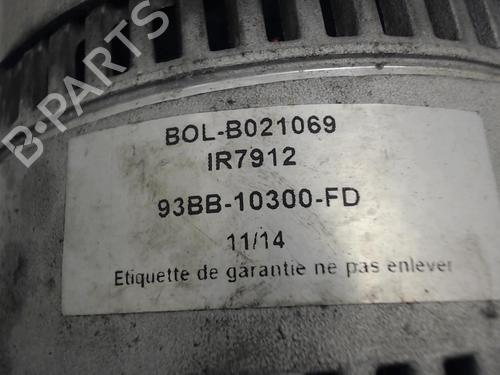 B-PARTS
BOL-B021069
IR7912
93BB-10300-FD
11/14
Etiquette de garantie ne pas enlever